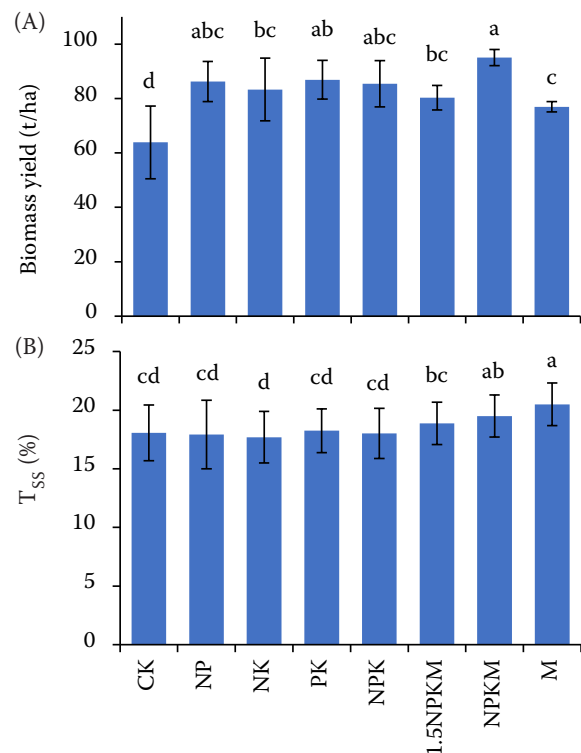 (A)
Biomass yield (t/ha)
100
80
60
40
20
0
d
abc
bc
ab
abc
bc
a
c
(B)
T_SS (%)
25
20
15
10
5
0
cd
cd
d
cd
cd
bc
ab
a
CK
NP
NK
PK
NPK
1.5NPKM
NPKM
M